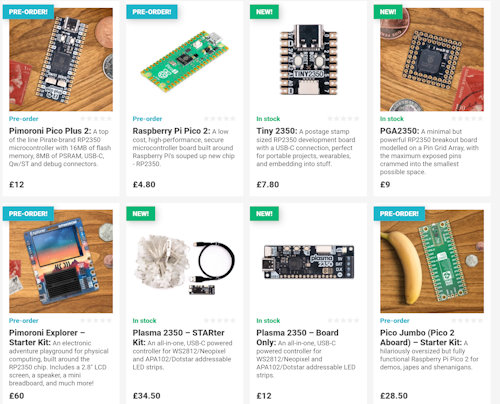 PRE-ORDER!
Pre-order
Pimoroni Pico Plus 2: A top
of the line Pirate-brand RP2350
microcontroller with 16MB of flash
memory, 8MB of PSRAM, USB-C,
Qw/ST and debug connectors.
£12
PRE-ORDER!
Pre-order
Raspberry Pi Pico 2: A low
cost, high-performance, secure
microcontroller board built around
Raspberry Pi's souped up new chip
- RP2350.
£4.80
NEW!
TINY2350
In stock
Tiny 2350: A postage stamp
sized RP2350 development board
with a USB-C connection, perfect
for portable projects, wearables,
and embedding into stuff.
£7.80
NEW!
In stock
PGA2350: A minimal but
powerful RP2350 breakout board
modelled on a Pin Grid Array, with
the maximum exposed pins
crammed into the smallest
possible space.
£9
PRE-ORDER!
Pre-order
Pimoroni Explorer –
Starter Kit: An electronic
adventure playground for physical
computing, built around the
RP2350 chip. Includes a 2.8" LCD
screen, a speaker, a mini
breadboard, and much more!
£60
NEW!
In stock
Plasma 2350 – STARter
Kit: An all-in-one, USB-C powered
controller for WS2812/Neopixel
and APA102/Dotstar addressable
LED strips.
£34.50
NEW!
plasma
2350
5V
DAT
CLK
In stock
Plasma 2350 – Board
Only: An all-in-one, USB-C
powered controller for
WS2812/Neopixel and
APA102/Dotstar addressable LED
strips.
£12
PRE-ORDER!
Pre-order
Pico Jumbo (Pico 2
Aboard) – Starter Kit: A
hilariously oversized but fully
functional Raspberry Pi Pico 2 for
demos, japes and shenanigans.
£28.50